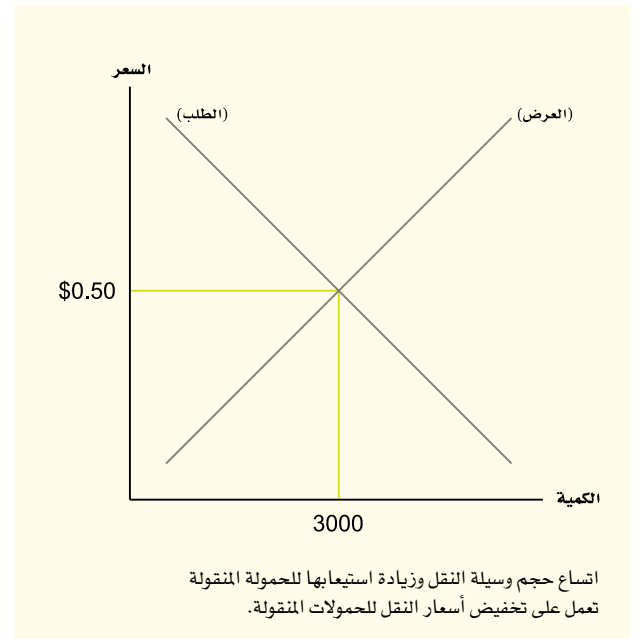 السعر
(الطلب)
(العرض)
$0.50
الكمية
3000
اتساع حجم وسيلة النقل وزيادة استيعابها للحمولة المنقولة
تعمل على تخفيض أسعار النقل للحمولات المنقولة.